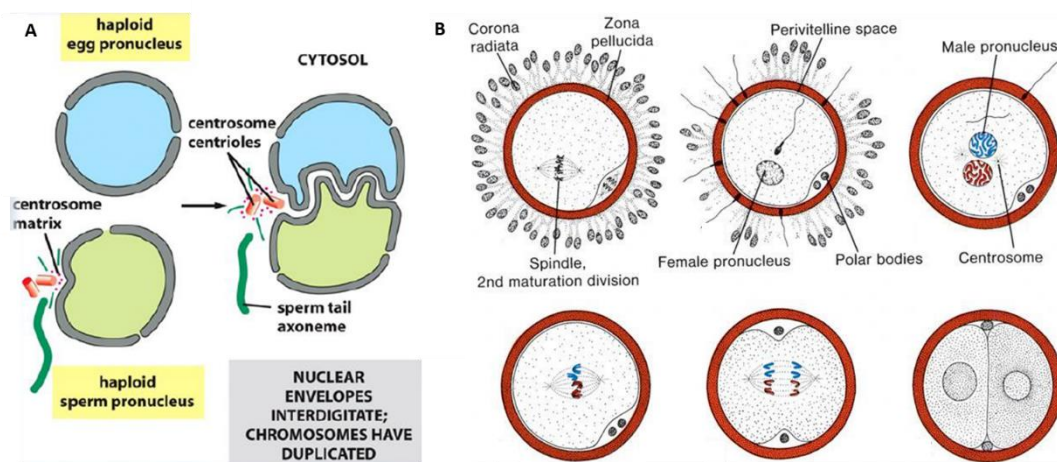 A
haploid
egg pronucleus
CYTOSOL
centrosome
centrioles
centrosome
matrix
sperm tail
axoneme
haploid
sperm pronucleus
NUCLEAR
ENVELOPES
INTERDIGITATE;
CHROMOSOMES HAVE
DUPLICATED
B
Corona
radiata
Zona
pellucida
Perivitelline space
Male pronucleus
Spindle,
2nd maturation division
Female pronucleus
Polar bodies
Centrosome